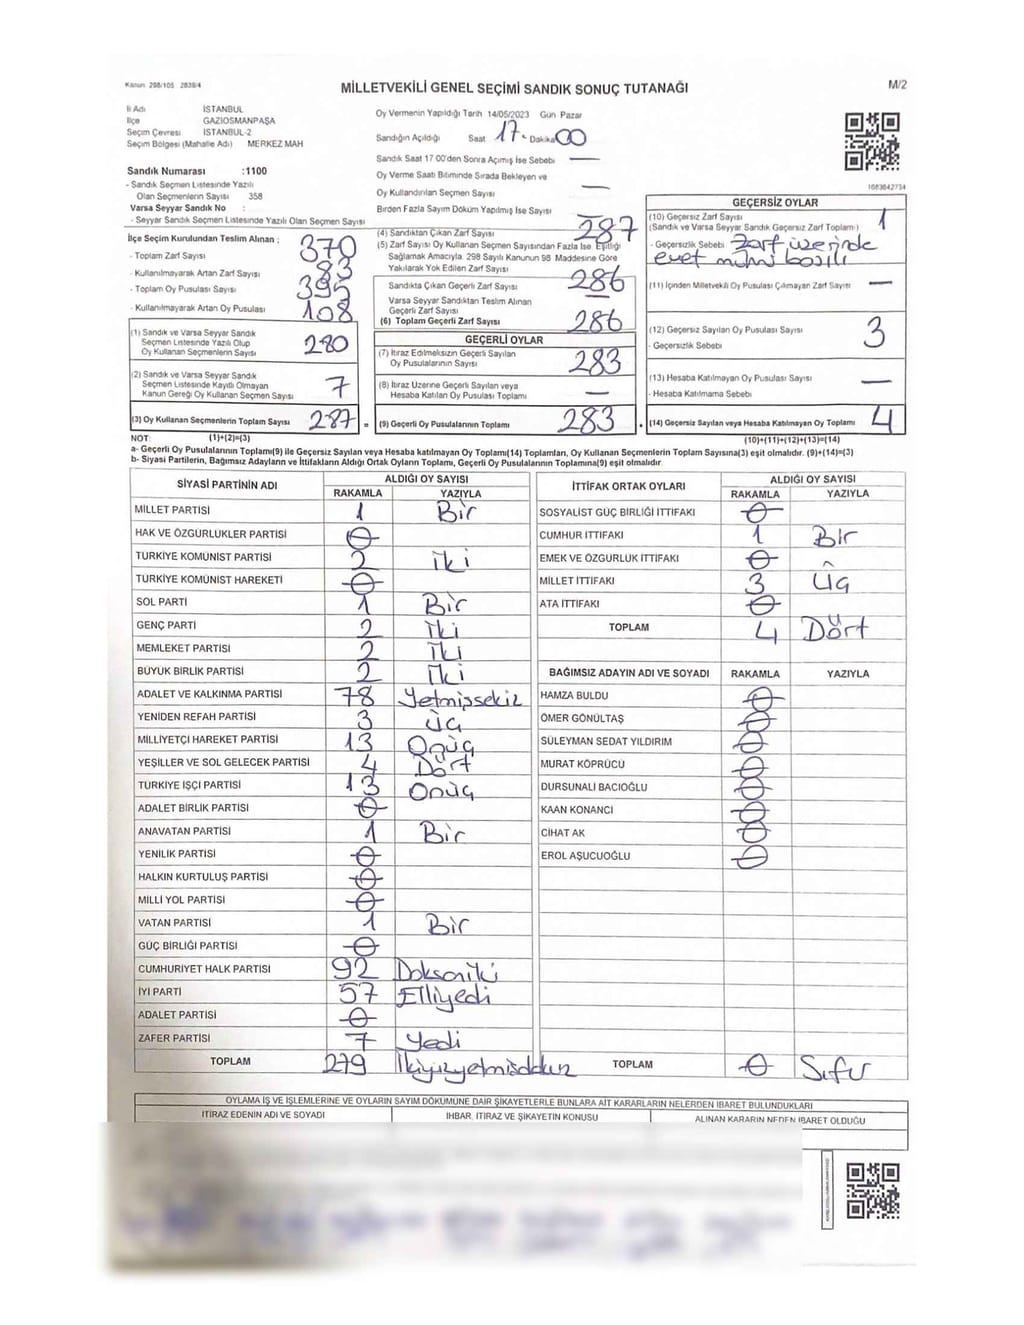 Kanun 298/105 2839/4
MİLLETVEKİLİ GENEL SEÇİMİ SANDIK SONUÇ TUTANAĞI
M/2
İli Adı İSTANBUL
İlçe GAZİOSMANPAŞA
Seçim Çevresi İSTANBUL-2
Seçim Bölgesi (Mahalle Adı) MERKEZ MAH
Sandık Numarası :1100
- Sandık Seçmen Listesinde Yazılı
Olan Seçmenlerin Sayısı 358
Varsa Seyyar Sandık No :
- Seyyar Sandık Seçmen Listesinde Yazılı Olan Seçmen Sayısı
Oy Vermenin Yapıldığı Tarih 14/05/2023 Gün Pazar
Sandığın Açıldığı Saat 17. Dakika 00
Sandık Saat 17 00'den Sonra Açımış İse Sebebi —
Oy Verme Saati Bitiminde Sırada Bekleyen ve
Oy Kullandırılan Seçmen Sayısı —
Birden Fazla Sayım Döküm Yapılmış İse Sayısı —
1083842734
İlçe Seçim Kurulundan Teslim Alınan ;
- Toplam Zarf Sayısı 370
- Kullanılmayarak Artan Zarf Sayısı 83
- Toplam Oy Pusulası Sayısı 395
- Kullanılmayarak Artan Oy Pusulası 108
(1) Sandık ve Varsa Seyyar Sandık
Seçmen Listesinde Yazılı Olup
Oy Kullanan Seçmenlerin Sayısı 280
(2) Sandık ve Varsa Seyyar Sandık
Seçmen Listesinde Kayıtlı Olmayan
Kanun Gereği Oy Kullanan Seçmen Sayısı 7
(3) Oy Kullanan Seçmenlerin Toplam Sayısı 287 =
(4) Sandıktan Çıkan Zarf Sayısı 287
(5) Zarf Sayısı Oy Kullanan Seçmen Sayısından Fazla İse Eşitliği
Sağlamak Amacıyla 298 Sayılı Kanunun 98 Maddesine Göre
Yakılarak Yok Edilen Zarf Sayısı
Sandıkta Çıkan Geçerli Zarf Sayısı 286
Varsa Seyyar Sandıktan Teslim Alınan
Geçerli Zarf Sayısı —
(6) Toplam Geçerli Zarf Sayısı 286
GEÇERLİ OYLAR
(7) İtiraz Edilmeksizin Geçerli Sayılan
Oy Pusulalarının Sayısı 283
(8) İtiraz Üzerine Geçerli Sayılan veya
Hesaba Katılan Oy Pusulası Toplamı —
(9) Geçerli Oy Pusulalarının Toplamı 283 +
GEÇERSİZ OYLAR
(10) Geçersiz Zarf Sayısı 1
(Sandık ve Varsa Seyyar Sandık Geçersiz Zarf Toplamı)
- Geçersizlik Sebebi Zarf üzerinde
evet mührü basılı
(11) İçinden Milletvekili Oy Pusulası Çıkmayan Zarf Sayısı —
(12) Geçersiz Sayılan Oy Pusulası Sayısı 3
- Geçersizlik Sebebi
(13) Hesaba Katılmayan Oy Pusulası Sayısı —
- Hesaba Katılmama Sebebi
(14) Geçersiz Sayılan veya Hesaba Katılmayan Oy Toplamı 4
NOT: (1)+(2)=(3) (10)+(11)+(12)+(13)=(14)
a- Geçerli Oy Pusulalarının Toplamı(9) ile Geçersiz Sayılan veya Hesaba katılmayan Oy Toplamı(14) Toplamları, Oy Kullanan Seçmenlerin Toplam Sayısına(3) eşit olmalıdır. (9)+(14)=(3)
b- Siyasi Partilerin, Bağımsız Adayların ve İttifakların Aldığı Ortak Oyların Toplamı, Geçerli Oy Pusulalarının Toplamına(9) eşit olmalıdır
SİYASİ PARTİNİN ADI ALDIĞI OY SAYISI
RAKAMLA YAZIYLA
MİLLET PARTİSİ 1 Bir
HAK VE ÖZGÜRLÜKLER PARTİSİ 0
TÜRKİYE KOMÜNİST PARTİSİ 2 iki
TÜRKİYE KOMÜNİST HAREKETİ 0
SOL PARTİ 1 Bir
GENÇ PARTİ 2 iki
MEMLEKET PARTİSİ 2 iki
BÜYÜK BİRLİK PARTİSİ 2 iki
ADALET VE KALKINMA PARTİSİ 78 Yetmişsekiz
YENİDEN REFAH PARTİSİ 3 üç
MİLLİYETÇİ HAREKET PARTİSİ 13 Onüç
YEŞİLLER VE SOL GELECEK PARTİSİ 4 Dört
TÜRKİYE İŞÇİ PARTİSİ 13 Onüç
ADALET BİRLİK PARTİSİ 0
ANAVATAN PARTİSİ 1 Bir
YENİLİK PARTİSİ 0
HALKIN KURTULUŞ PARTİSİ 0
MİLLİ YOL PARTİSİ 0
VATAN PARTİSİ 1 Bir
GÜÇ BİRLİĞİ PARTİSİ 0
CUMHURİYET HALK PARTİSİ 92 Doksaniki
İYİ PARTİ 57 Elliyedi
ADALET PARTİSİ 0
ZAFER PARTİSİ 7 Yedi
TOPLAM 279 İkiyüzyetmişdokuz
İTTİFAK ORTAK OYLARI ALDIĞI OY SAYISI
RAKAMLA YAZIYLA
SOSYALİST GÜÇ BİRLİĞİ İTTİFAKI 0
CUMHUR İTTİFAKI 1 Bir
EMEK VE ÖZGÜRLÜK İTTİFAKI 0
MİLLET İTTİFAKI 3 Üç
ATA İTTİFAKI 0
TOPLAM 4 Dört
BAĞIMSIZ ADAYIN ADI VE SOYADI RAKAMLA YAZIYLA
HAMZA BULDU 0
ÖMER GÖNÜLTAŞ 0
SÜLEYMAN SEDAT YILDIRIM 0
MURAT KÖPRÜCÜ 0
DURSUNALİ BACIOĞLU 0
KAAN KONANCI 0
CİHAT AK 0
EROL AŞUCUOĞLU 0
TOPLAM 0 Sıfır
OYLAMA İŞ VE İŞLEMLERİNE VE OYLARIN SAYIM DÖKÜMÜNE DAİR ŞİKAYETLERLE BUNLARA AİT KARARLARIN NELERDEN İBARET BULUNDUKLARI
İTİRAZ EDENİN ADI VE SOYADI İHBAR, İTİRAZ VE ŞİKAYETİN KONUSU ALINAN KARARIN NEDEN İBARET OLDUĞU